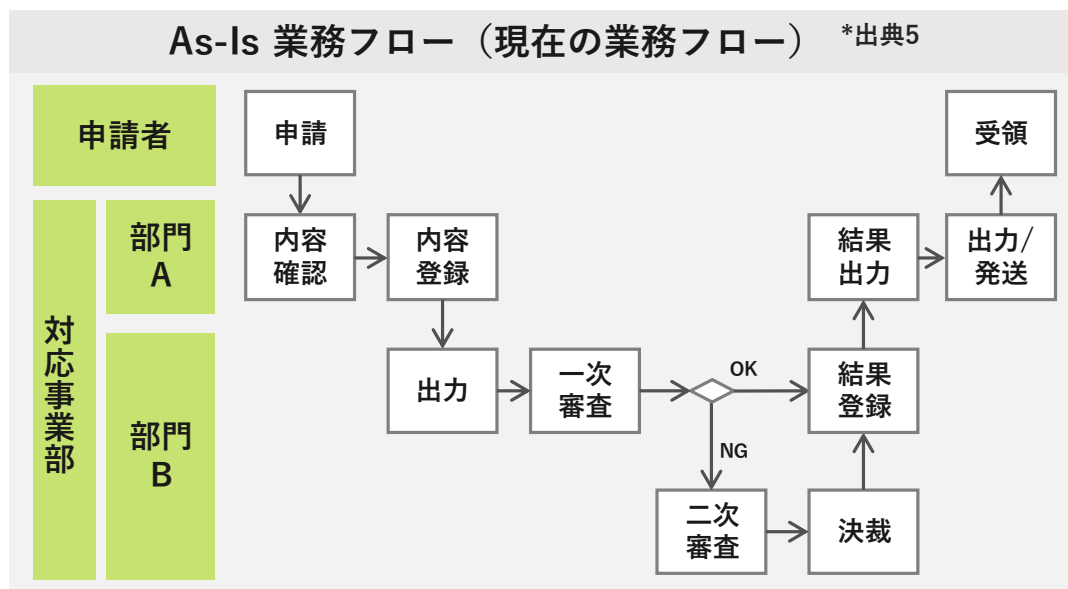 As-Is 業務フロー（現在の業務フロー） *出典5
申請者
申請
受領
部門
A
内容
確認
内容
登録
結果
出力
出力/
発送
対応事業部
部門
B
出力
一次
審査
OK
結果
登録
NG
二次
審査
決裁